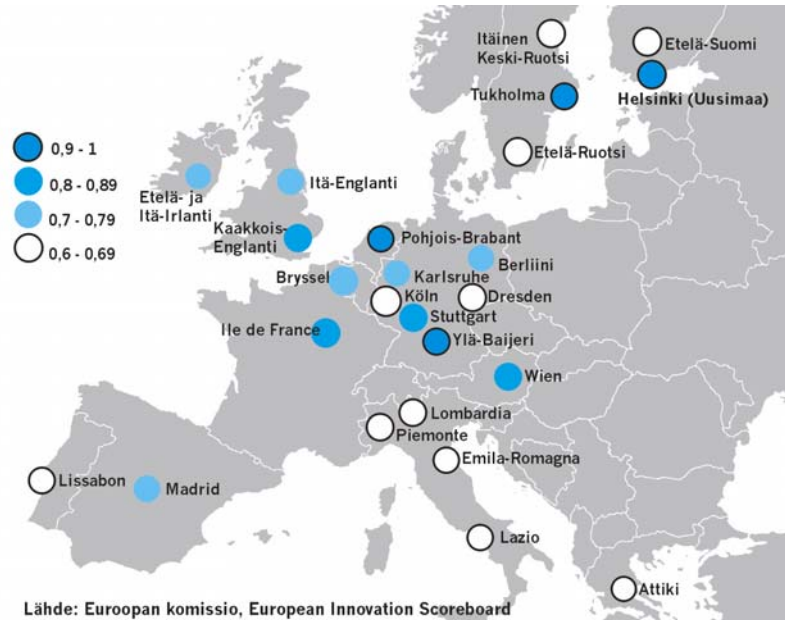 Itäinen
Keski-Ruotsi
Etelä-Suomi
Tukholma
Helsinki (Uusimaa)
0,9 - 1
0,8 - 0,89
0,7 - 0,79
0,6 - 0,69
Etelä-Ruotsi
Etelä- ja
Itä-Irlanti
Itä-Englanti
Kaakkois-
Englanti
Pohjois-Brabant
Berliini
Bryssel
Karlsruhe
Köln
Dresden
Stuttgart
Ile de France
Ylä-Baijeri
Wien
Lombardia
Piemonte
Emila-Romagna
Lissabon
Madrid
Lazio
Attiki
Lähde: Euroopan komissio, European Innovation Scoreboard